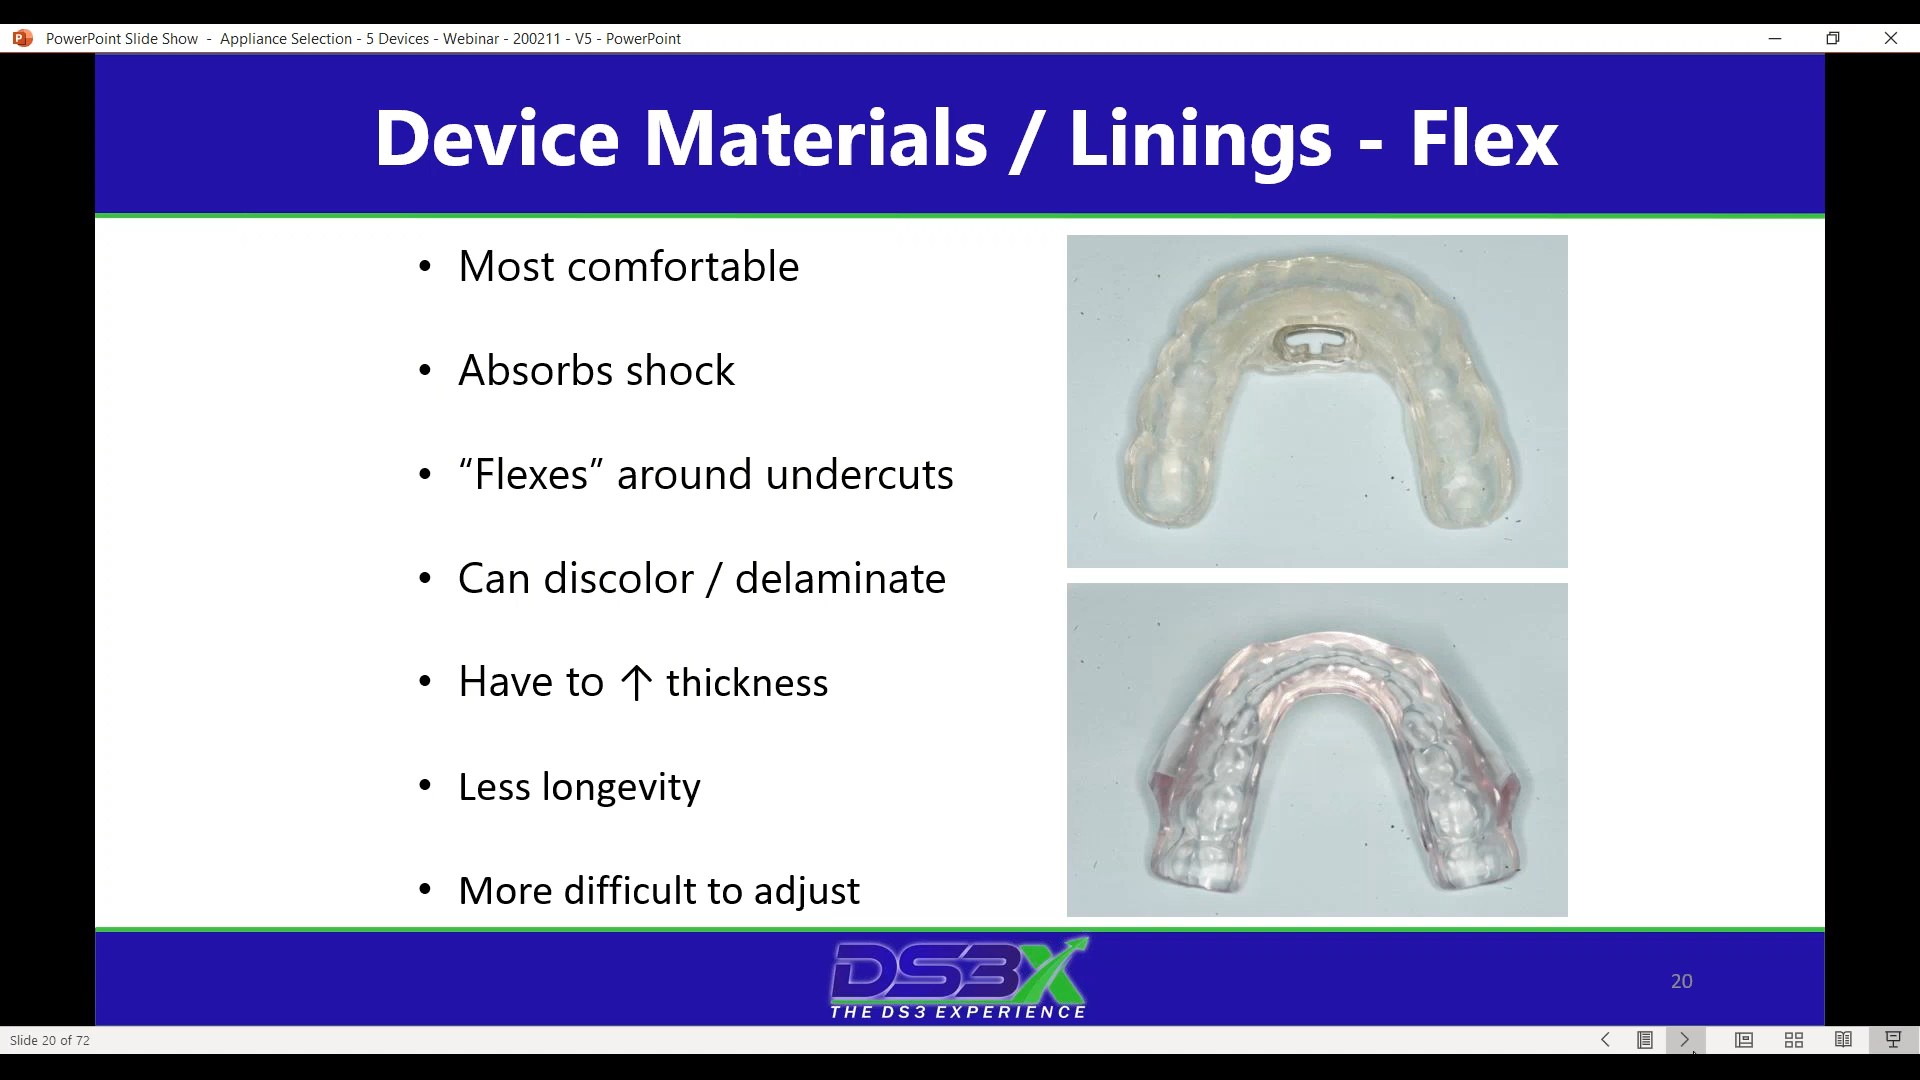 PowerPoint Slide Show - Appliance Selection - 5 Devices - Webinar - 200211 - V5 - PowerPoint
Device Materials / Linings - Flex
• Most comfortable
• Absorbs shock
• “Flexes” around undercuts
• Can discolor / delaminate
• Have to ↑ thickness
• Less longevity
• More difficult to adjust
DS3X
THE DS3 EXPERIENCE
20
Slide 20 of 72